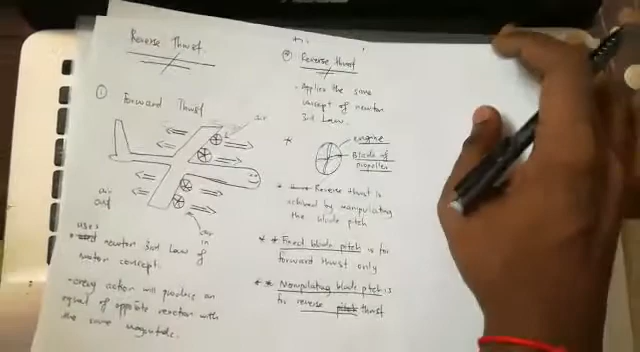 Reverse Thrust.
① Forward Thrust
air
air
out
air
in
uses
newton 3rd Law of
motion concept.
- every action will produce an
equal of opposite reaction with
the same magnitude.
② Reverse thrust
- Applies the same
concept of newton
3rd Law.
*
engine
Blade of
propeller
* Reverse thrust is
achieved by manipulating
the blade pitch
* * Fixed blade pitch is for
forward thrust only
* * Manipulating blade pitch is
for reverse pitch thrust